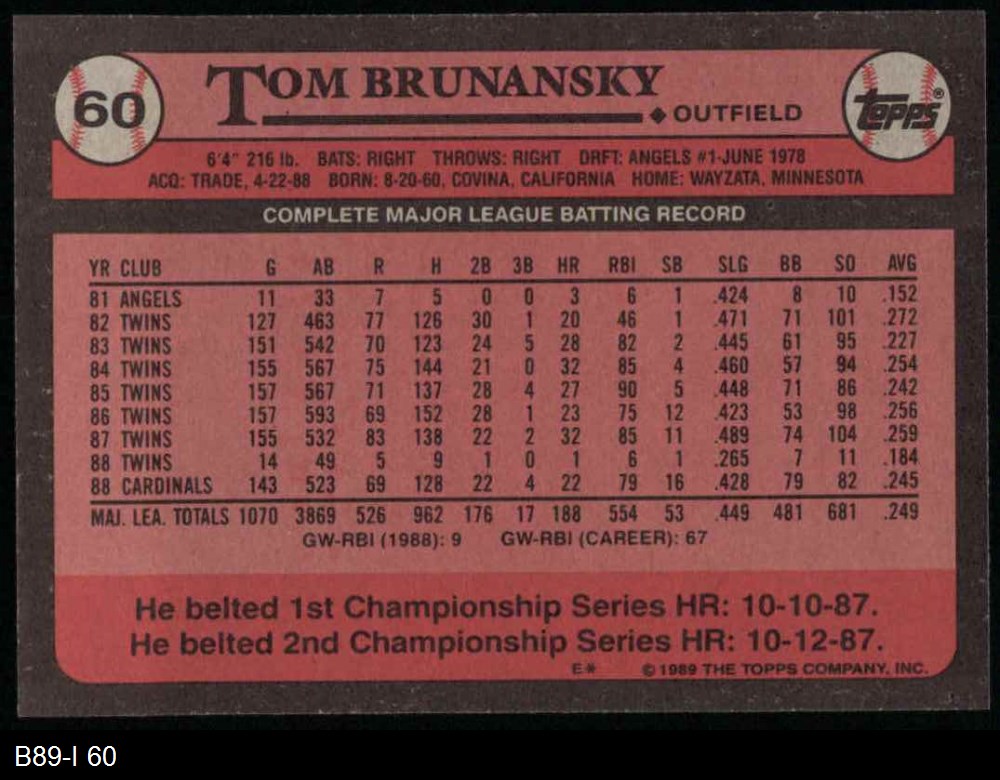 60
TOM BRUNANSKY
◆ OUTFIELD
topps®
6'4" 216 lb. BATS: RIGHT THROWS: RIGHT DRFT: ANGELS #1-JUNE 1978
ACQ: TRADE, 4-22-88 BORN: 8-20-60, COVINA, CALIFORNIA HOME: WAYZATA, MINNESOTA
COMPLETE MAJOR LEAGUE BATTING RECORD
YR CLUB G AB R H 2B 3B HR RBI SB SLG BB SO AVG
81 ANGELS 11 33 7 5 0 0 3 6 1 .424 8 10 .152
82 TWINS 127 463 77 126 30 1 20 46 1 .471 71 101 .272
83 TWINS 151 542 70 123 24 5 28 82 2 .445 61 95 .227
84 TWINS 155 567 75 144 21 0 32 85 4 .460 57 94 .254
85 TWINS 157 567 71 137 28 4 27 90 5 .448 71 86 .242
86 TWINS 157 593 69 152 28 1 23 75 12 .423 53 98 .256
87 TWINS 155 532 83 138 22 2 32 85 11 .489 74 104 .259
88 TWINS 14 49 5 9 1 0 1 6 1 .265 7 11 .184
88 CARDINALS 143 523 69 128 22 4 22 79 16 .428 79 82 .245
MAJ. LEA. TOTALS 1070 3869 526 962 176 17 188 554 53 .449 481 681 .249
GW-RBI (1988): 9 GW-RBI (CAREER): 67
He belted 1st Championship Series HR: 10-10-87.
He belted 2nd Championship Series HR: 10-12-87.
E* © 1989 THE TOPPS COMPANY, INC.
B89-I 60